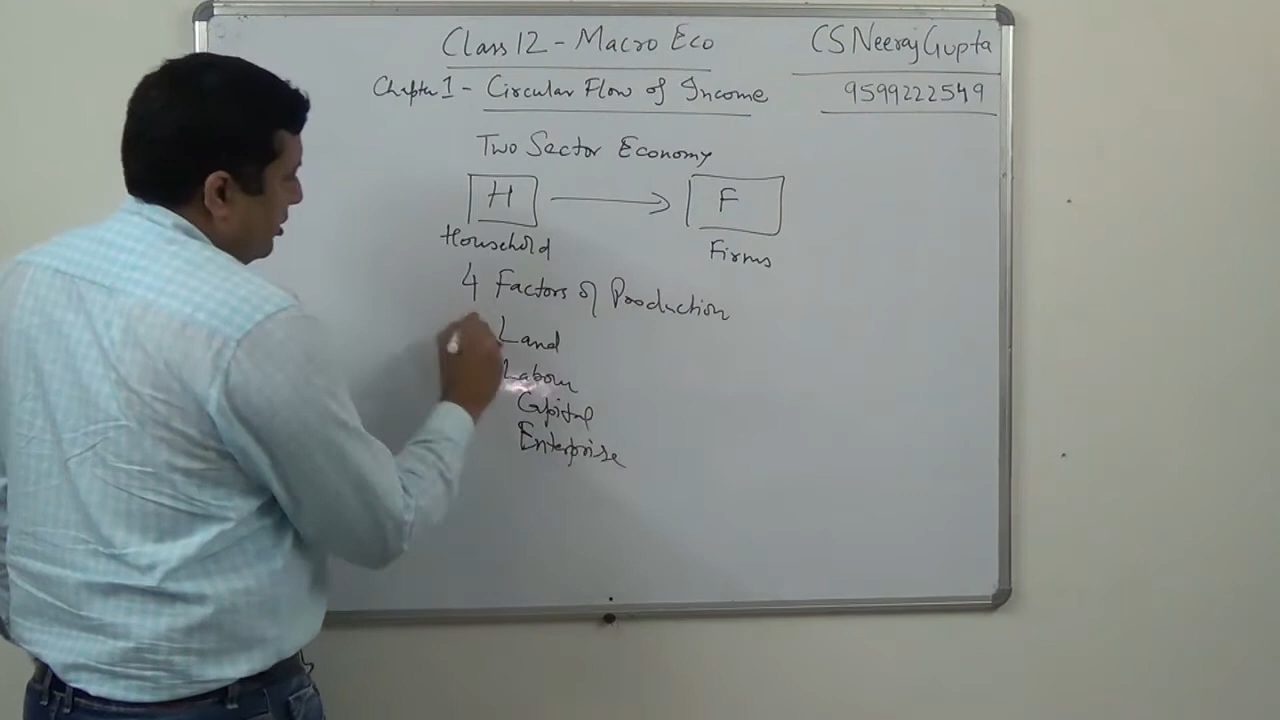 Class 12 - Macro Eco
CS Neeraj Gupta
Chapter 1 - Circular Flow of Income
9599222549
Two Sector Economy
H
F
Household
Firms
4 Factors of Production
Land
Labour
Capital
Enterprise